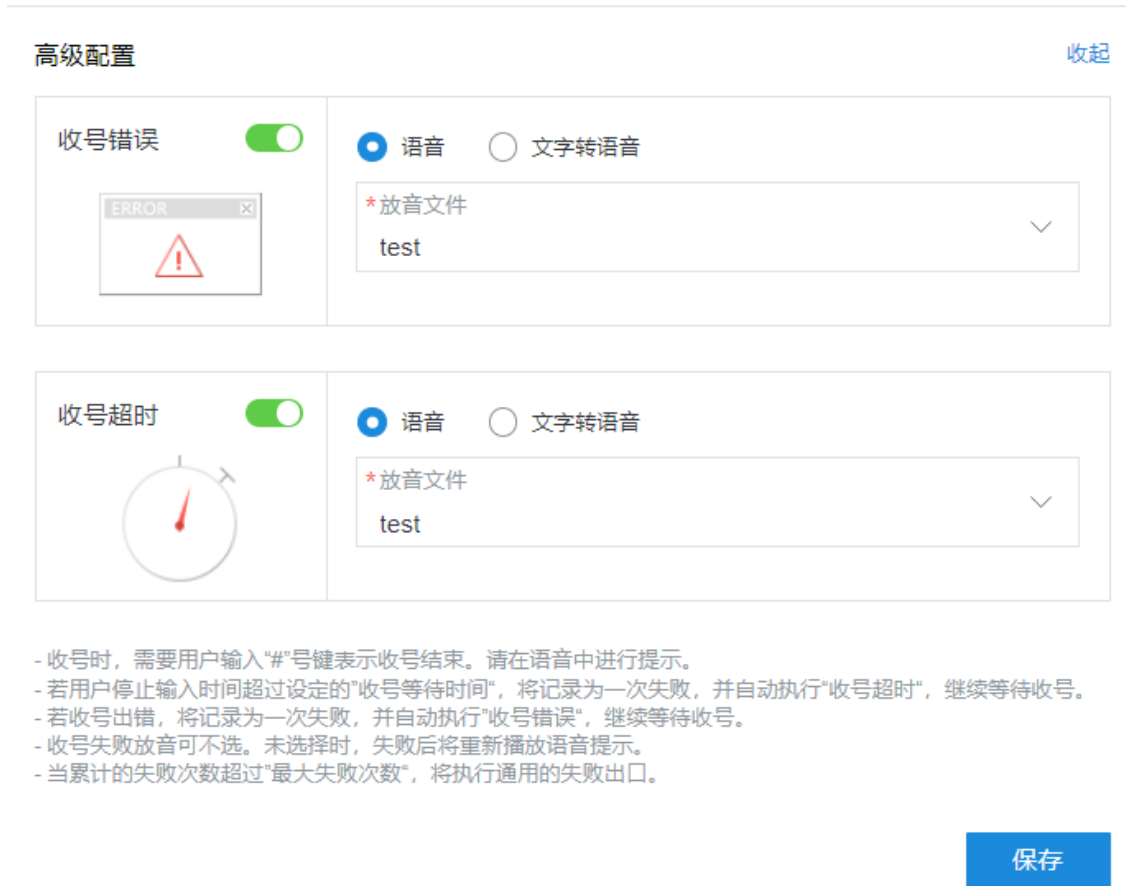 高级配置
收起
收号错误
语音
文字转语音
ERROR
*放音文件
test
收号超时
语音
文字转语音
*放音文件
test
- 收号时，需要用户输入"#"号键表示收号结束。请在语音中进行提示。
- 若用户停止输入时间超过设定的"收号等待时间"，将记录为一次失败，并自动执行"收号超时"，继续等待收号。
- 若收号出错，将记录为一次失败，并自动执行"收号错误"，继续等待收号。
- 收号失败放音可不选。未选择时，失败后将重新播放语音提示。
- 当累计的失败次数超过"最大失败次数"，将执行通用的失败出口。
保存